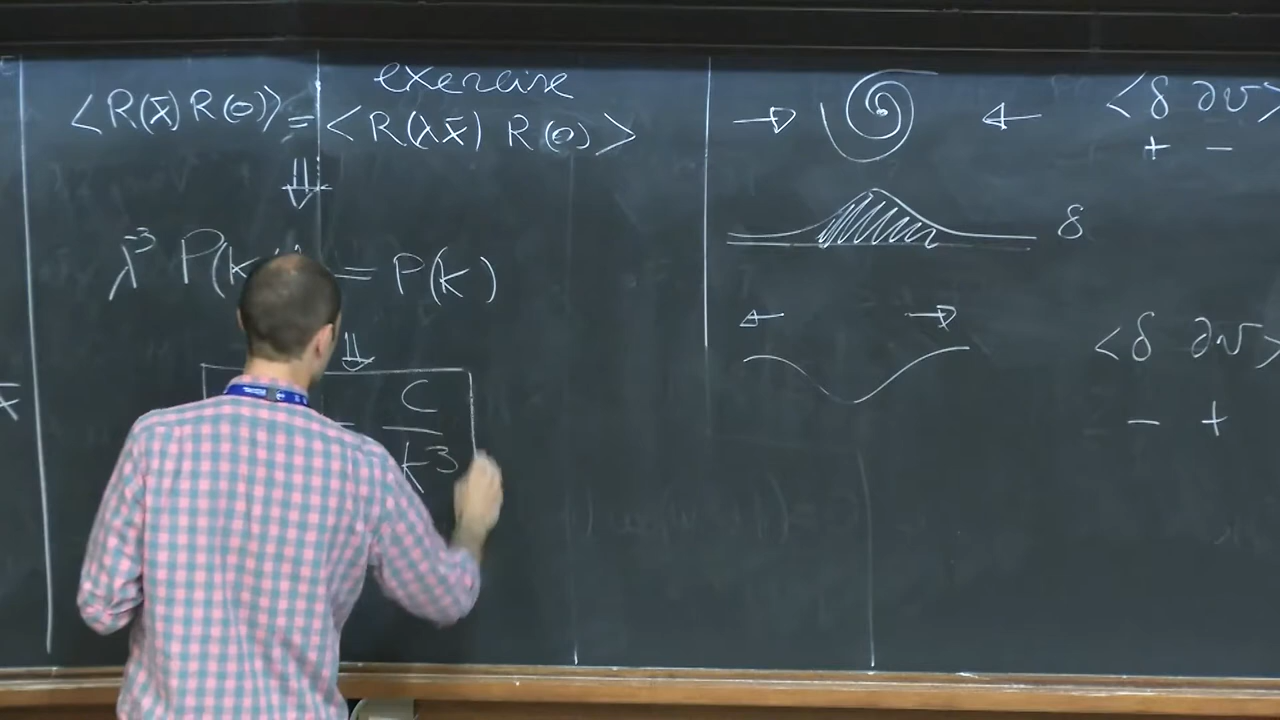 exercise
<R(x̄) R(0)> = <R(λx̄) R(0)>
⇓
λ³ P(k = P(k)
⇓
C
k³
→ ←
<δ ∂v>
+ −
δ
← →
<δ ∂v>
− +